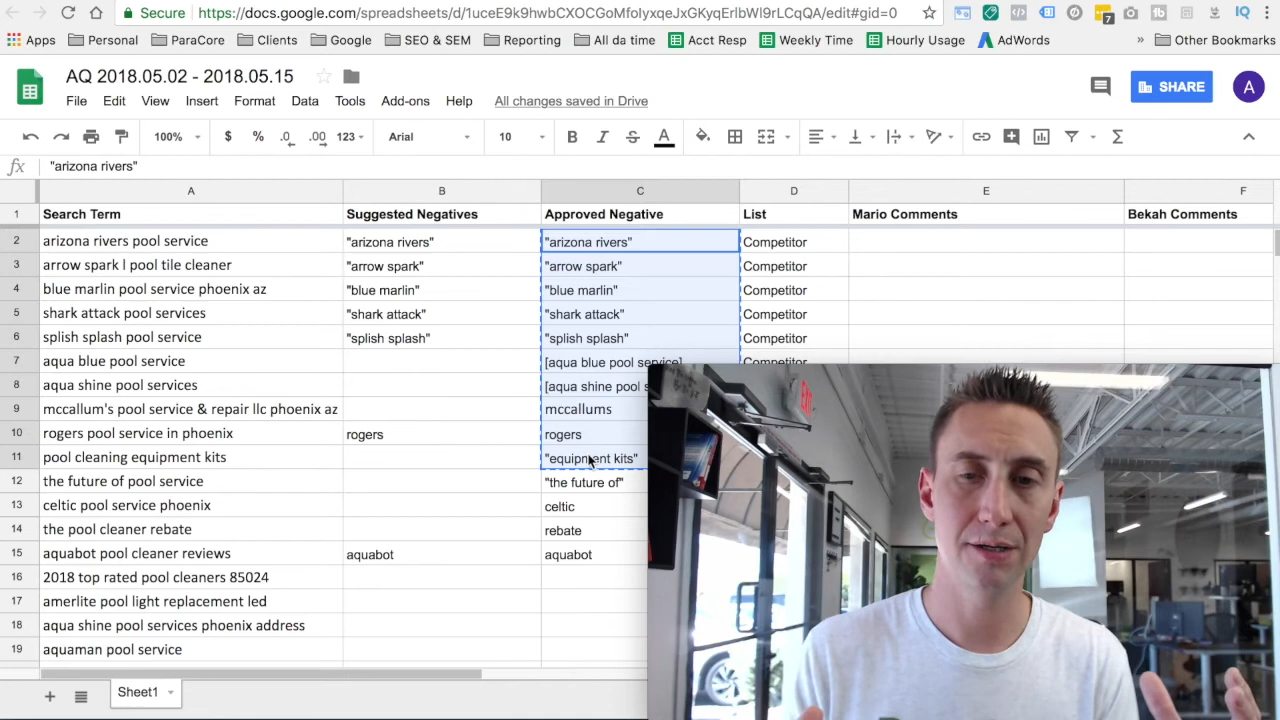 Secure https://docs.google.com/spreadsheets/d/1uceE9k9hwbCXOCGoMfolyxqeJxGKyqErlbWl9rLCqQA/edit#gid=0
Apps Personal ParaCore Clients Google SEO & SEM Reporting All da time Acct Resp Weekly Time Hourly Usage AdWords » Other Bookmarks
AQ 2018.05.02 - 2018.05.15
SHARE A
File Edit View Insert Format Data Tools Add-ons Help All changes saved in Drive
100% $ % .0 .00 123 Arial 10 B I S A Σ
fx "arizona rivers"
A B C D E F
1 Search Term Suggested Negatives Approved Negative List Mario Comments Bekah Comments
2 arizona rivers pool service "arizona rivers" "arizona rivers" Competitor
3 arrow spark l pool tile cleaner "arrow spark" "arrow spark" Competitor
4 blue marlin pool service phoenix az "blue marlin" "blue marlin" Competitor
5 shark attack pool services "shark attack" "shark attack" Competitor
6 splish splash pool service "splish splash" "splish splash" Competitor
7 aqua blue pool service [aqua blue pool service] Competitor
8 aqua shine pool services [aqua shine pool s
9 mccallum's pool service & repair llc phoenix az mccallums
10 rogers pool service in phoenix rogers rogers
11 pool cleaning equipment kits "equipment kits"
12 the future of pool service "the future of"
13 celtic pool service phoenix celtic
14 the pool cleaner rebate rebate
15 aquabot pool cleaner reviews aquabot aquabot
16 2018 top rated pool cleaners 85024
17 amerlite pool light replacement led
18 aqua shine pool services phoenix address
19 aquaman pool service
Sheet1
EXIT